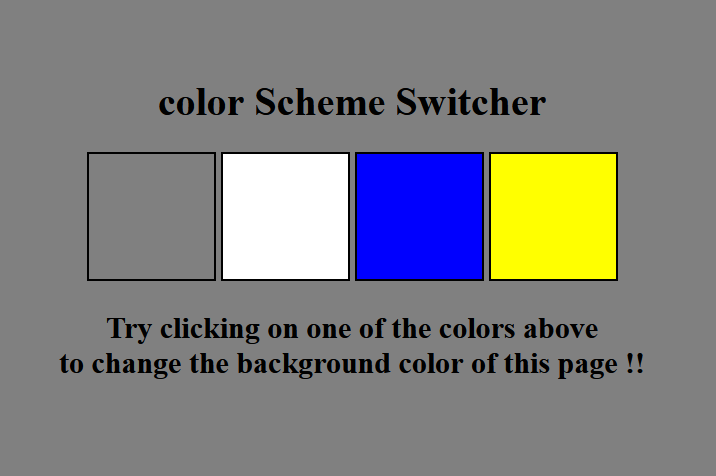 color Scheme Switcher
Try clicking on one of the colors above
to change the background color of this page !!